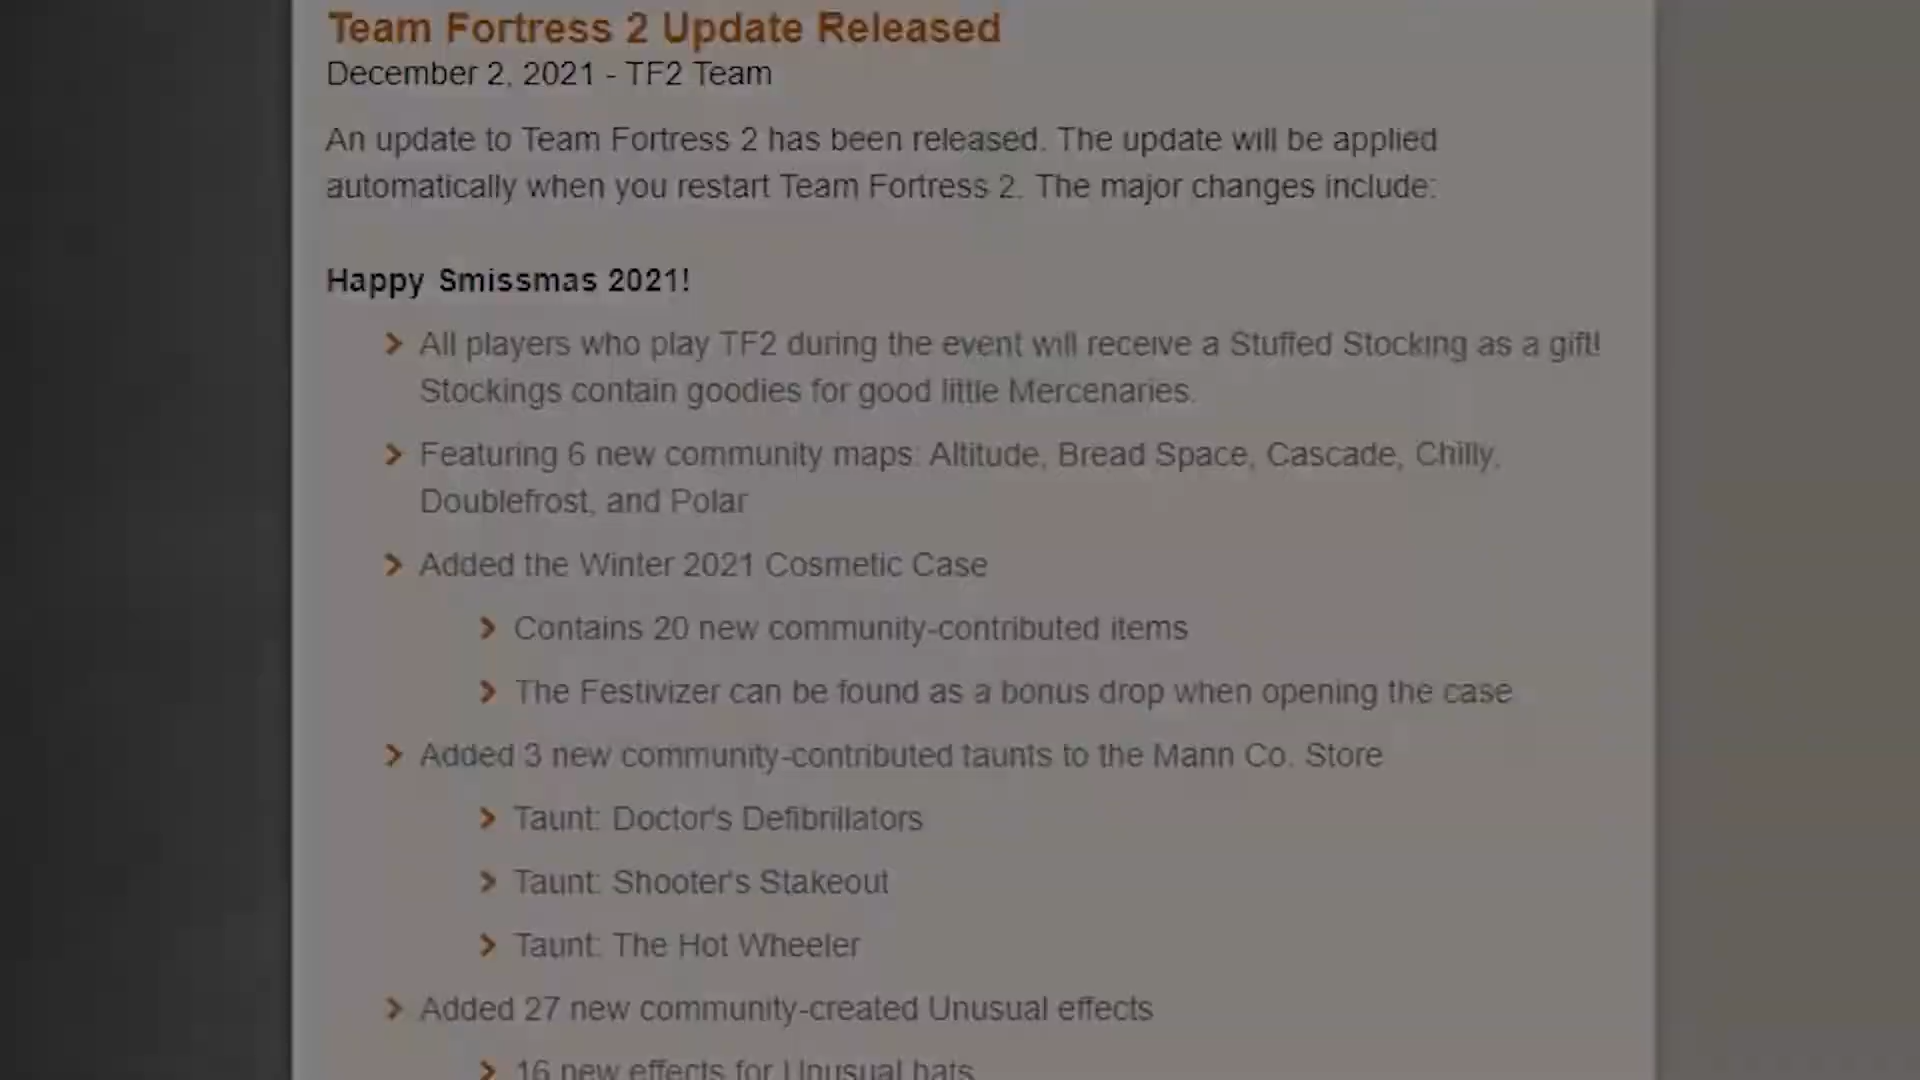 Team Fortress 2 Update Released
December 2, 2021 - TF2 Team
An update to Team Fortress 2 has been released. The update will be applied
automatically when you restart Team Fortress 2. The major changes include:
Happy Smissmas 2021!
All players who play TF2 during the event will receive a Stuffed Stocking as a gift!
Stockings contain goodies for good little Mercenaries.
Featuring 6 new community maps: Altitude, Bread Space, Cascade, Chilly,
Doublefrost, and Polar
Added the Winter 2021 Cosmetic Case
Contains 20 new community-contributed items
The Festivizer can be found as a bonus drop when opening the case
Added 3 new community-contributed taunts to the Mann Co. Store
Taunt: Doctor's Defibrillators
Taunt: Shooter's Stakeout
Taunt: The Hot Wheeler
Added 27 new community-created Unusual effects
16 new effects for Unusual hats